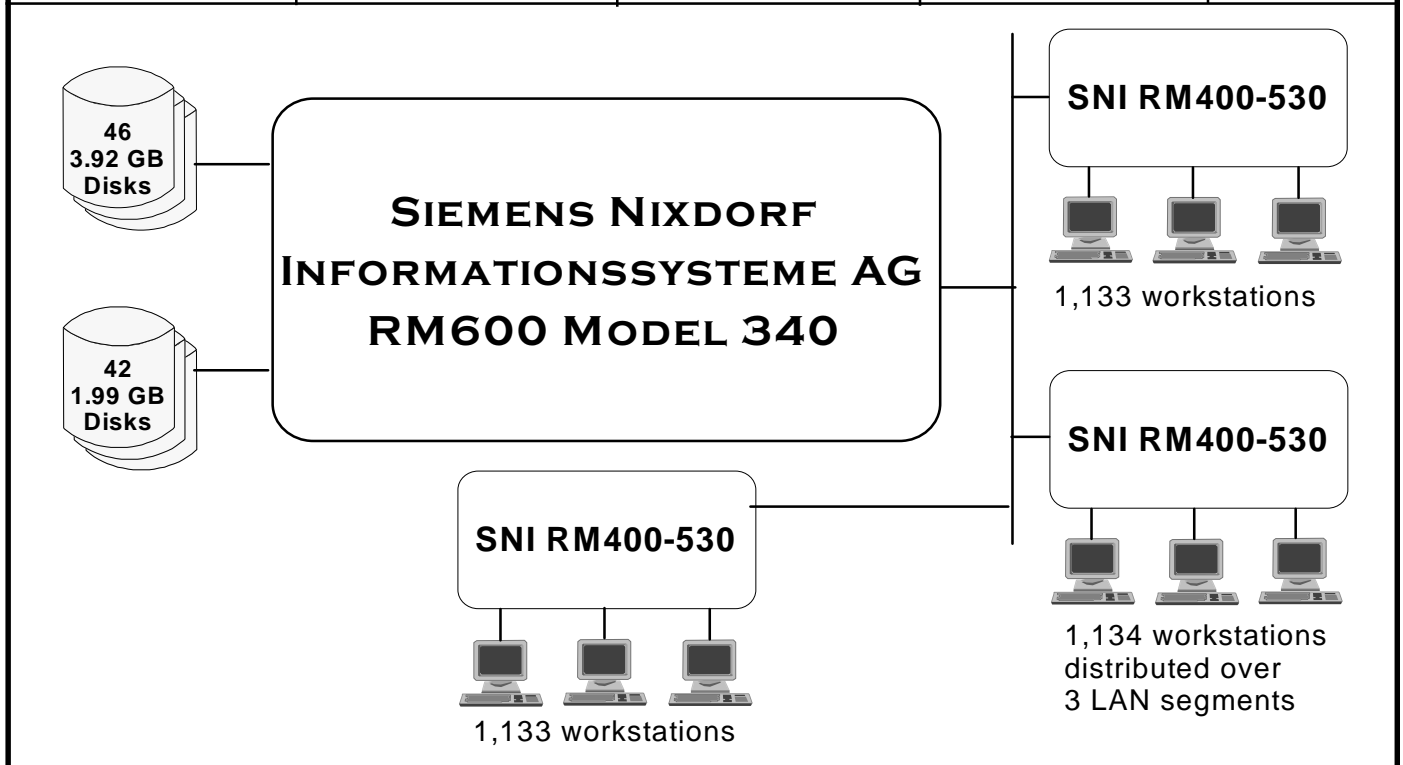 46
3.92 GB
Disks
SIEMENS NIXDORF
INFORMATIONSSYSTEME AG
RM600 MODEL 340
SNI RM400-530
1,133 workstations
42
1.99 GB
Disks
SNI RM400-530
1,134 workstations
distributed over
3 LAN segments
SNI RM400-530
1,133 workstations